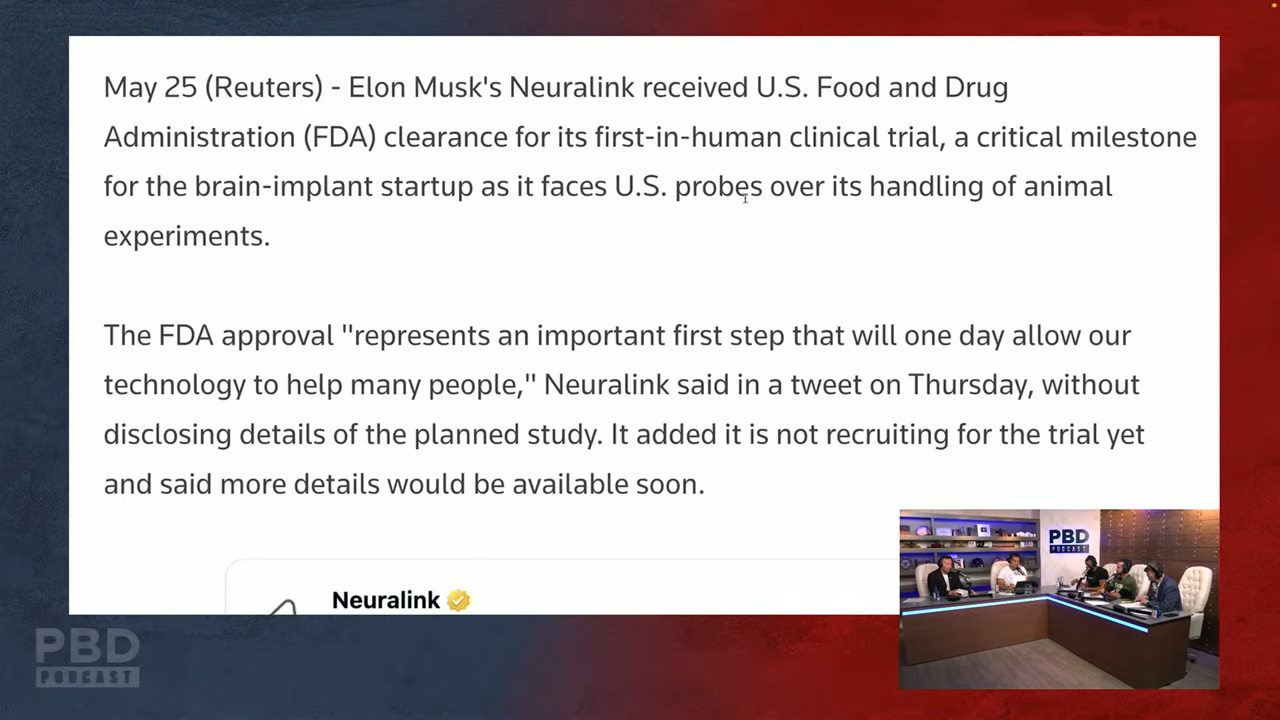 May 25 (Reuters) - Elon Musk's Neuralink received U.S. Food and Drug
Administration (FDA) clearance for its first-in-human clinical trial, a critical milestone
for the brain-implant startup as it faces U.S. probes over its handling of animal
experiments.
The FDA approval "represents an important first step that will one day allow our
technology to help many people," Neuralink said in a tweet on Thursday, without
disclosing details of the planned study. It added it is not recruiting for the trial yet
and said more details would be available soon.
Neuralink
PBD
PODCAST
PBD
PODCAST